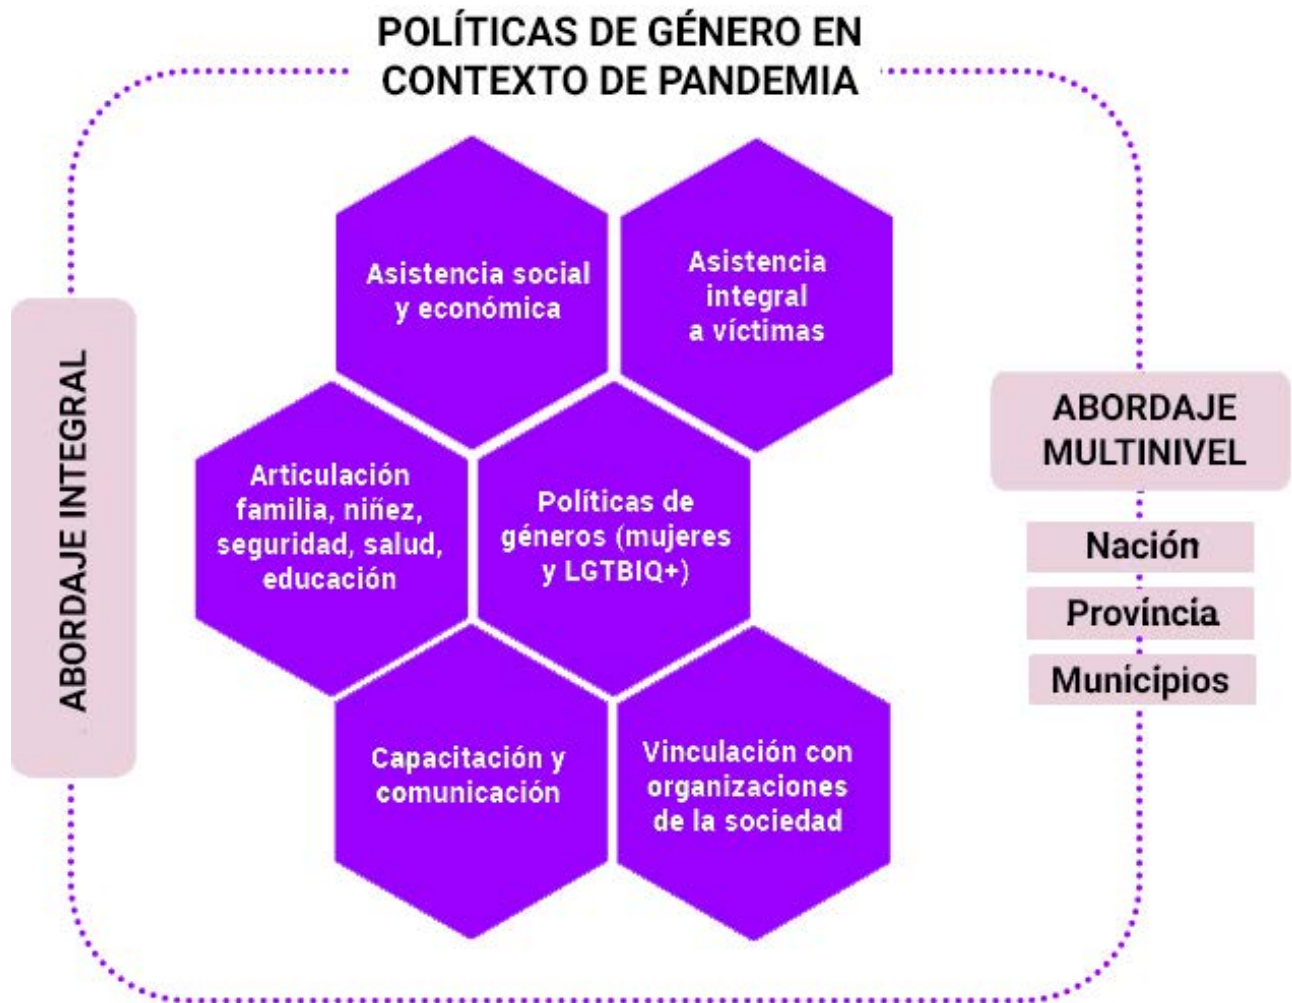 POLÍTICAS DE GÉNERO EN
CONTEXTO DE PANDEMIA
Asistencia social
y económica
Asistencia
integral
a víctimas
ABORDAJE INTEGRAL
Articulación
familia, niñez,
seguridad, salud,
educación
Políticas de
géneros (mujeres
y LGTBIQ+)
ABORDAJE
MULTINIVEL
Nación
Provincia
Municipios
Capacitación y
comunicación
Vinculación con
organizaciones
de la sociedad